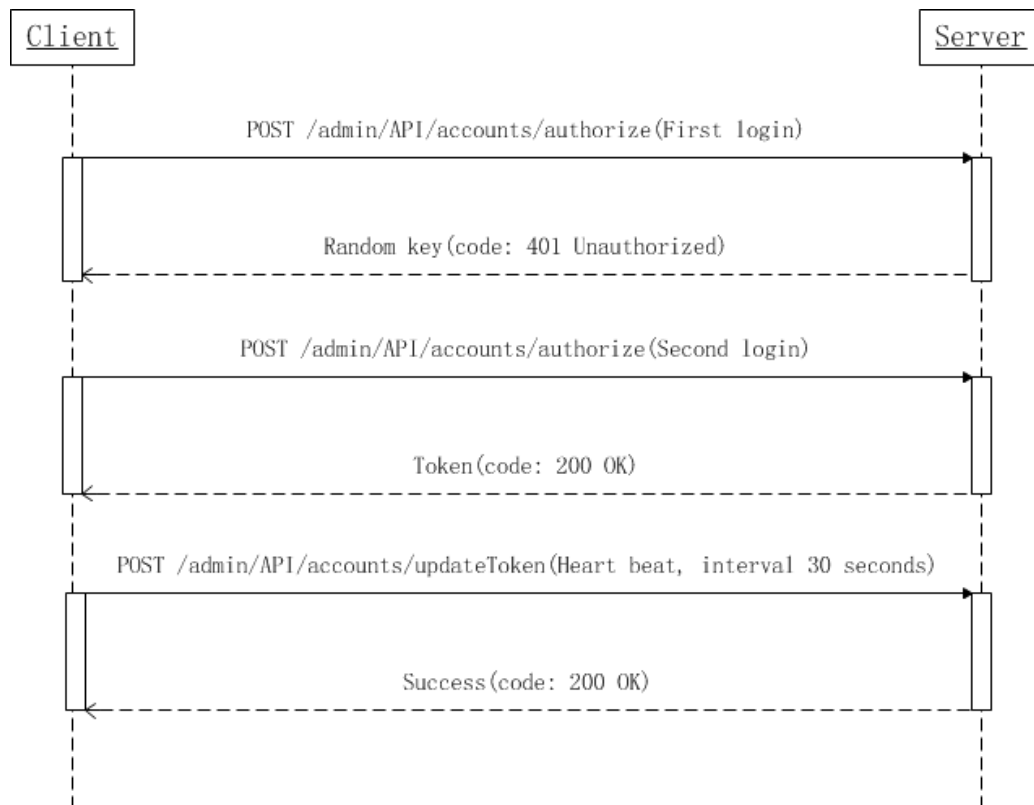 Client
Server
POST /admin/API/accounts/authorize(First login)
Random key(code: 401 Unauthorized)
POST /admin/API/accounts/authorize(Second login)
Token(code: 200 OK)
POST /admin/API/accounts/updateToken(Heart beat, interval 30 seconds)
Success(code: 200 OK)